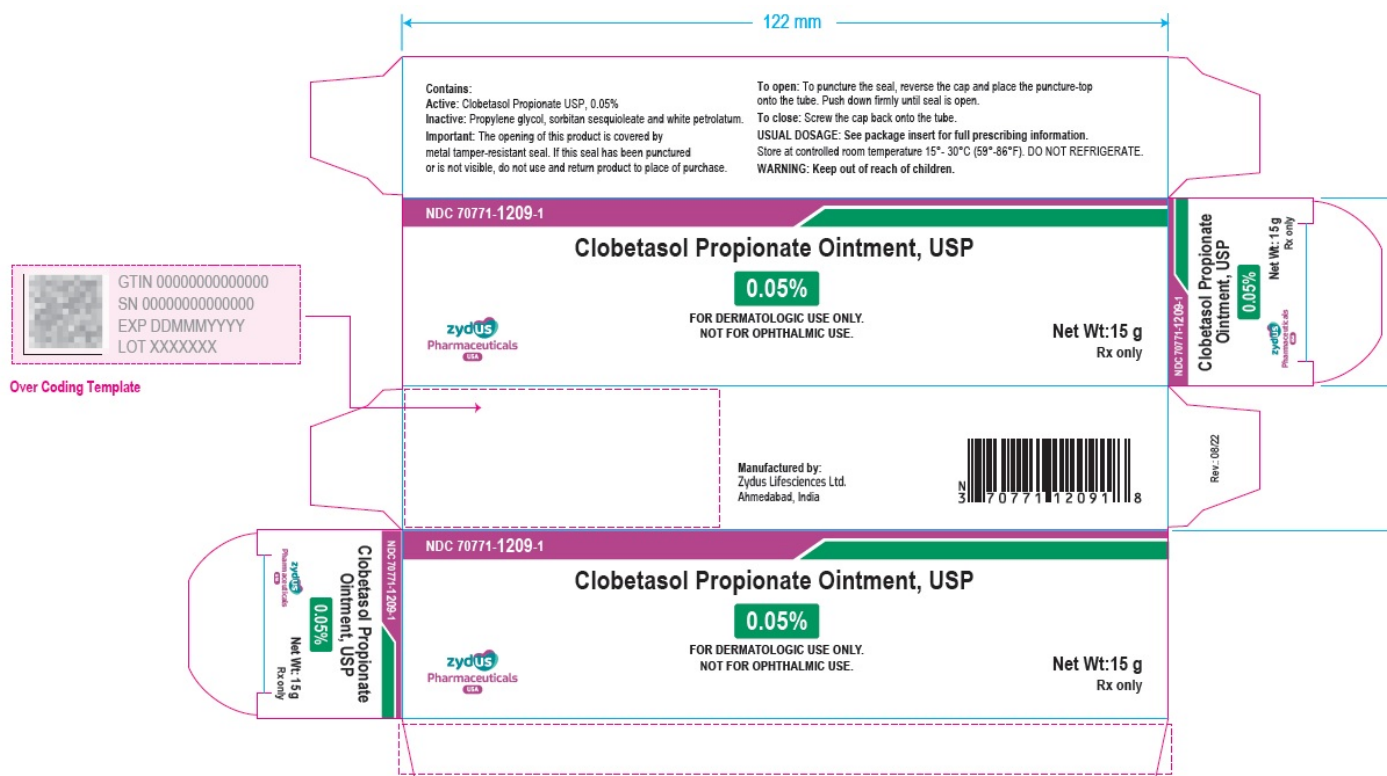 122 mm
Contains:
Active: Clobetasol Propionate USP, 0.05%
Inactive: Propylene glycol, sorbitan sesquioleate and white petrolatum.
Important: The opening of this product is covered by
metal tamper-resistant seal. If this seal has been punctured
or is not visible, do not use and return product to place of purchase.
To open: To puncture the seal, reverse the cap and place the puncture-top
onto the tube. Push down firmly until seal is open.
To close: Screw the cap back onto the tube.
USUAL DOSAGE: See package insert for full prescribing information.
Store at controlled room temperature 15°- 30°C (59°-86°F). DO NOT REFRIGERATE.
WARNING: Keep out of reach of children.
NDC 70771-1209-1
Clobetasol Propionate Ointment, USP
0.05%
FOR DERMATOLOGIC USE ONLY.
NOT FOR OPHTHALMIC USE.
zydus
Pharmaceuticals
USA
Net Wt:15 g
Rx only
NDC 70771-1209-1
Clobetasol Propionate
Ointment, USP
0.05%
Net Wt: 15 g
Rx only
zydus
Pharmaceuticals
GTIN 00000000000000
SN 00000000000000
EXP DDMMMYYYY
LOT XXXXXXX
Over Coding Template
Manufactured by:
Zydus Lifesciences Ltd.
Ahmedabad, India
N
3 70771 12091 8
Rev.: 08/22
NDC 70771-1209-1
Clobetasol Propionate
Ointment, USP
0.05%
Net Wt: 15 g
Rx only
zydus
Pharmaceuticals
NDC 70771-1209-1
Clobetasol Propionate Ointment, USP
0.05%
FOR DERMATOLOGIC USE ONLY.
NOT FOR OPHTHALMIC USE.
zydus
Pharmaceuticals
USA
Net Wt:15 g
Rx only